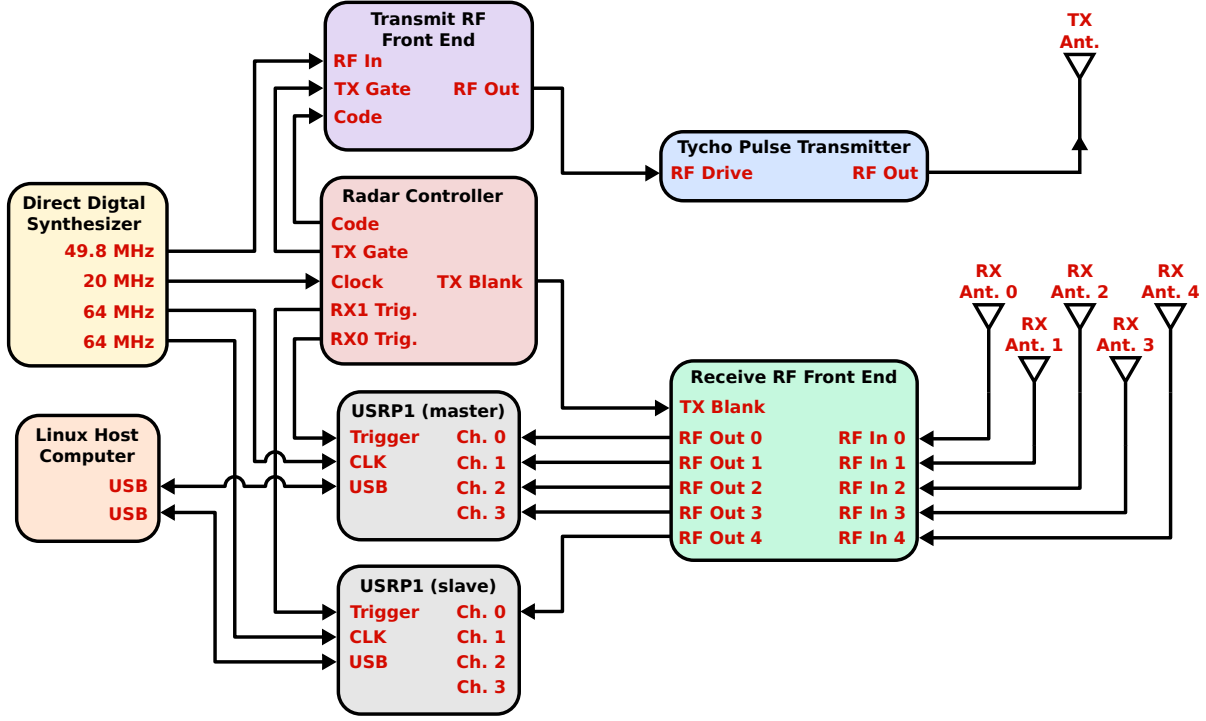 Transmit RF
Front End
RF In
TX Gate
RF Out
Code
TX
Ant.
Tycho Pulse Transmitter
RF Drive
RF Out
Direct Digtal
Synthesizer
49.8 MHz
20 MHz
64 MHz
64 MHz
Radar Controller
Code
TX Gate
Clock
TX Blank
RX1 Trig.
RX0 Trig.
RX
Ant. 0
RX
Ant. 1
RX
Ant. 2
RX
Ant. 3
RX
Ant. 4
Receive RF Front End
TX Blank
RF Out 0
RF In 0
RF Out 1
RF In 1
RF Out 2
RF In 2
RF Out 3
RF In 3
RF Out 4
RF In 4
USRP1 (master)
Trigger
Ch. 0
CLK
Ch. 1
USB
Ch. 2
Ch. 3
Linux Host
Computer
USB
USB
USRP1 (slave)
Trigger
Ch. 0
CLK
Ch. 1
USB
Ch. 2
Ch. 3